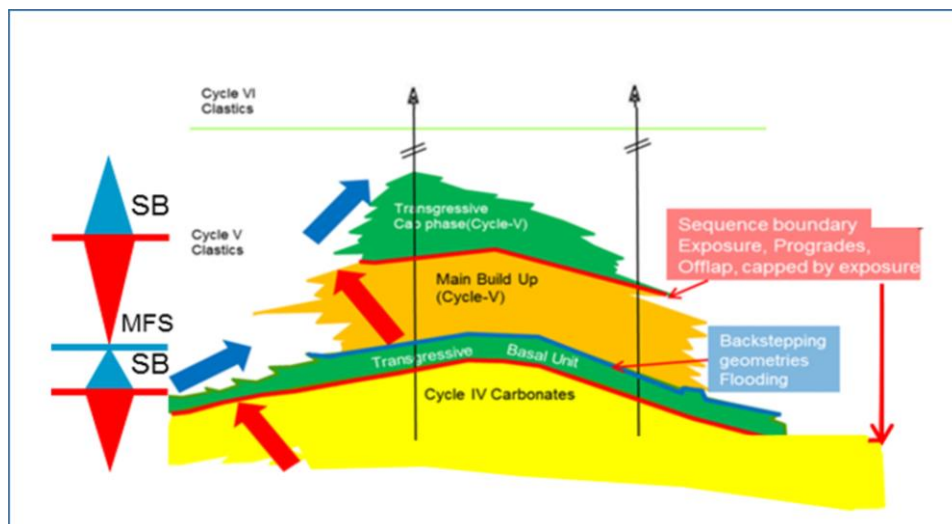 Cycle VI
Clastics
SB
Cycle V
Clastics
MFS
SB
Transgressive
Cap phase(Cycle-V)
Main Build Up
(Cycle-V)
Transgressive Basal Unit
Cycle IV Carbonates
Sequence boundary
Exposure, Progrades,
Offlap, capped by exposure
Backstepping
geometries
Flooding